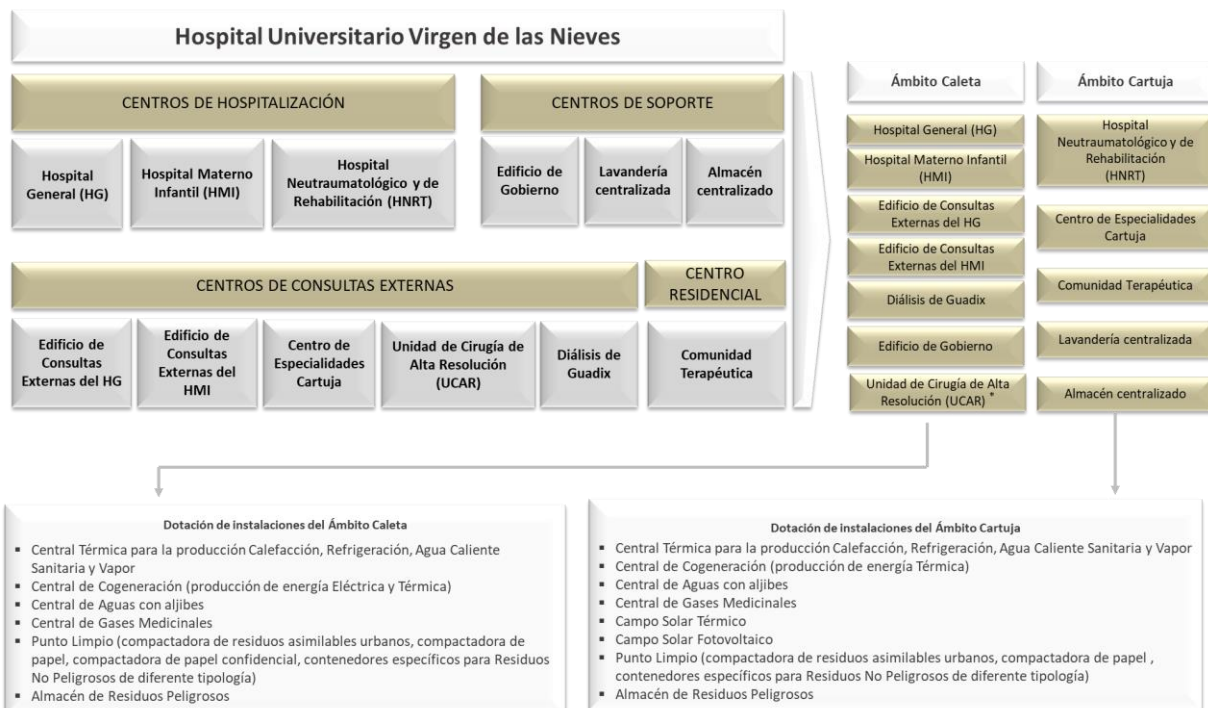 Hospital Universitario Virgen de las Nieves
CENTROS DE HOSPITALIZACIÓN
Hospital
General (HG)
Hospital Materno
Infantil (HMI)
Hospital
Neutraumatológico y de
Rehabilitación (HNRT)
CENTROS DE SOPORTE
Edificio de
Gobierno
Lavandería
centralizada
Almacén
centralizado
CENTROS DE CONSULTAS EXTERNAS
Edificio de
Consultas
Externas del HG
Edificio de
Consultas
Externas del
HMI
Centro de
Especialidades
Cartuja
Unidad de Cirugía de
Alta Resolución
(UCAR)
Diálisis de
Guadix
CENTRO
RESIDENCIAL
Comunidad
Terapéutica
Ámbito Caleta
Hospital General (HG)
Hospital Materno Infantil
(HMI)
Edificio de Consultas
Externas del HG
Edificio de Consultas
Externas del HMI
Diálisis de Guadix
Edificio de Gobierno
Unidad de Cirugía de Alta
Resolución (UCAR) *
Ámbito Cartuja
Hospital
Neutraumatológico y de
Rehabilitación
(HNRT)
Centro de Especialidades
Cartuja
Comunidad Terapéutica
Lavandería centralizada
Almacén centralizado
Dotación de instalaciones del Ámbito Caleta
▪ Central Térmica para la producción Calefacción, Refrigeración, Agua Caliente
Sanitaria y Vapor
▪ Central de Cogeneración (producción de energía Eléctrica y Térmica)
▪ Central de Aguas con aljibes
▪ Central de Gases Medicinales
▪ Punto Limpio (compactadora de residuos asimilables urbanos, compactadora de
papel, compactadora de papel confidencial, contenedores específicos para Residuos
No Peligrosos de diferente tipología)
▪ Almacén de Residuos Peligrosos
Dotación de instalaciones del Ámbito Cartuja
▪ Central Térmica para la producción Calefacción, Refrigeración, Agua Caliente Sanitaria y Vapor
▪ Central de Cogeneración (producción de energía Térmica)
▪ Central de Aguas con aljibes
▪ Central de Gases Medicinales
▪ Campo Solar Térmico
▪ Campo Solar Fotovoltaico
▪ Punto Limpio (compactadora de residuos asimilables urbanos, compactadora de papel ,
contenedores específicos para Residuos No Peligrosos de diferente tipología)
▪ Almacén de Residuos Peligrosos